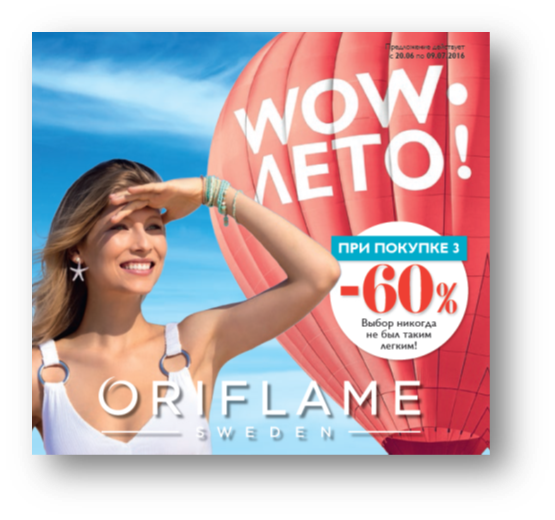 Предложение действует
с 20.06 по 09.07.2016
WOW-
ЛЕТО!
ПРИ ПОКУПКЕ 3
-60%
Выбор никогда
не был таким
легким!
ORIFLAME
SWEDEN